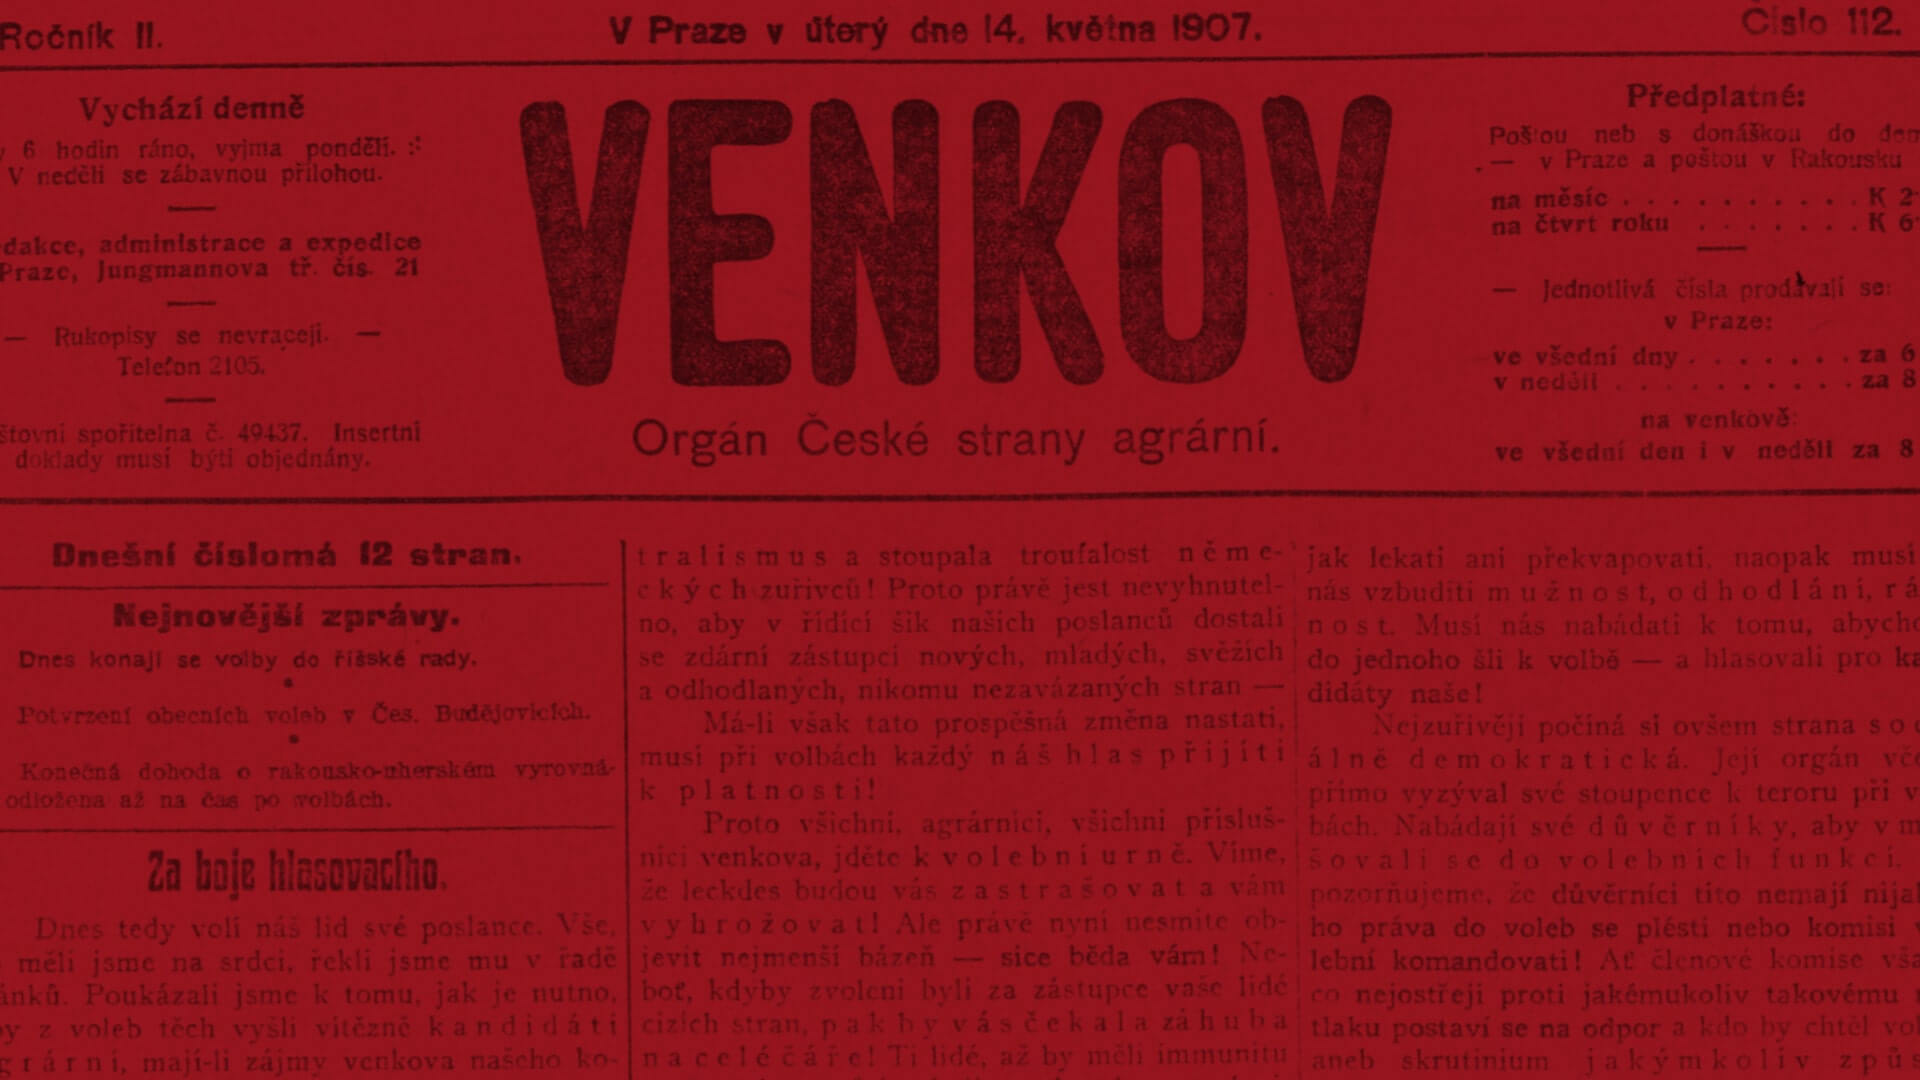 Ročník II.
V Praze v úterý dne 14. května 1907.
Číslo 112.
Vychází denně
6 hodin ráno, vyjma pondělí.
V neděli se zábavnou přílohou.
dakce, administrace a expedice
Praze, Jungmannova tř. čís. 21
— Rukopisy se nevracejí. —
Telefon 2105.
štovní spořitelna č. 49437. Insertní
doklady musí býti objednány.
VENKOV
Orgán České strany agrární.
Předplatné:
Poštou neb s donáškou do dom
— v Praze a poštou v Rakousku
na měsíc . . . . . . . . . . K 2
na čtvrt roku . . . . . . . K 6
— Jednotlivá čísla prodávají se:
v Praze:
ve všední dny . . . . . . . za 6
v neděli . . . . . . . . . . za 8
na venkově:
ve všední den i v neděli za 8
Dnešní číslo má 12 stran.
Nejnovější zprávy.
Dnes konají se volby do říšské rady.
Potvrzení obecních voleb v Čes. Budějovicích.
Konečná dohoda o rakousko-uherském vyrovná-
odložena až na čas po volbách.
Za boje hlasovacího.
Dnes tedy volí náš lid své poslance. Vše,
měli jsme na srdci, řekli jsme mu v řadě
ánků. Poukázali jsme k tomu, jak je nutno,
by z voleb těch vyšli vítězně kandidáti
grární, mají-li zájmy venkova našeho ko-
tralismus a stoupala troufalost něme-
ckých zuřivců! Proto právě jest nevyhnutel-
no, aby v řídící šik našich poslanců dostali
se zdární zástupci nových, mladých, svěžích
a odhodlaných, nikomu nezavázaných stran —
Má-li však tato prospěšná změna nastati,
musí při volbách každý náš hlas přijíti
k platnosti!
Proto všichni, agrárníci, všichni přísluš-
níci venkova, jděte k volební urně. Víme,
že leckdes budou vás zastrašovat a vám
vyhrožovat! Ale právě nyní nesmíte ob-
jevit nejmenší bázeň — sice běda vám! Ne-
boť, kdyby zvoleni byli za zástupce vaše lidé
cizích stran, pak by vás čekala záhuba
na celé čáře! Ti lidé, až by měli immunitu
jak lekati ani překvapovati, naopak musí
nás vzbuditi mužnost, odhodlání, rá
nost. Musí nás nabádati k tomu, abycho
do jednoho šli k volbě — a hlasovali pro ka
didáty naše!
Nejzuřivěji počíná si ovšem strana soc
álně demokratická. Její orgán vče
přímo vyzýval své stoupence k teroru při v
bách. Nabádají své důvěrníky, aby v m
šovali se do volebních funkcí.
pozorňujeme, že důvěrníci tito nemají nijak
ho práva do voleb se plésti nebo komisi v
lební komandovati! Ať členové komise vša
co nejostřeji proti jakémukoliv takovému n
tlaku postaví se na odpor a kdo by chtěl vol
aneb skrutinium jakýmkoliv způs